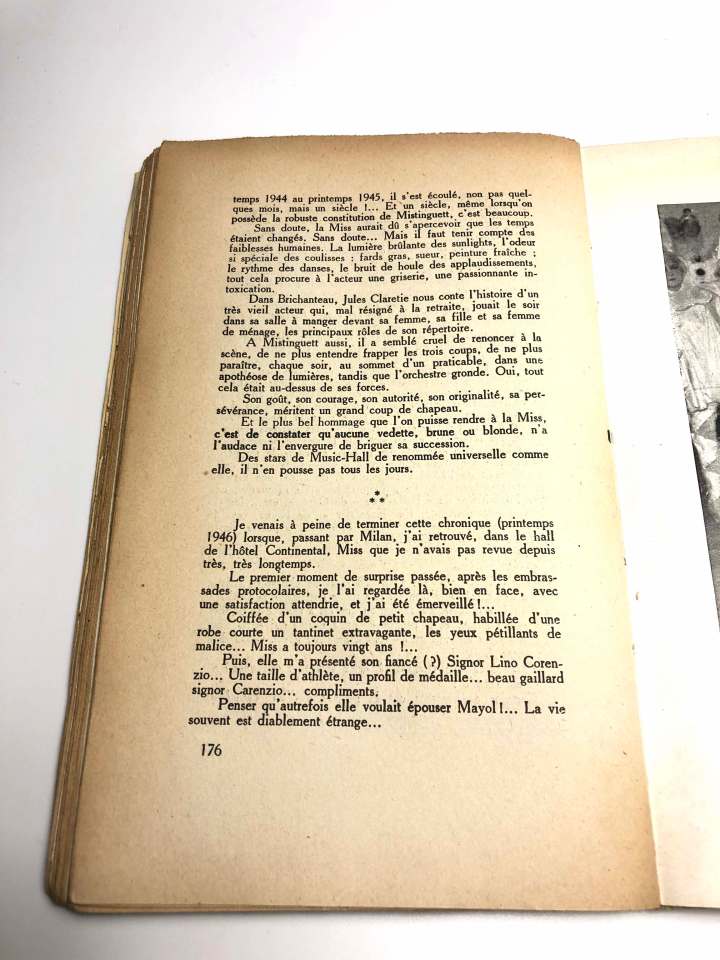 temps 1944 au printemps 1945, il s'est écoulé, non pas quel-
ques mois, mais un siècle !... Et un siècle, même lorsqu'on
possède la robuste constitution de Mistinguett, c'est beaucoup.
Sans doute, la Miss aurait dû s'apercevoir que les temps
étaient changés. Sans doute... Mais il faut tenir compte des
faiblesses humaines. La lumière brûlante des sunlights, l'odeur
si spéciale des coulisses : fards gras, sueur, peinture fraîche ;
le rythme des danses, le bruit de houle des applaudissements,
tout cela procure à l'acteur une griserie, une passionnante in-
toxication.
Dans Brichanteau, Jules Claretie nous conte l'histoire d'un
très vieil acteur qui, mal résigné à la retraite, jouait le soir
dans sa salle à manger devant sa femme, sa fille et sa femme
de ménage, les principaux rôles de son répertoire.
A Mistinguett aussi, il a semblé cruel de renoncer à la
scène, de ne plus entendre frapper les trois coups, de ne plus
paraître, chaque soir, au sommet d'un praticable, dans une
apothéose de lumières, tandis que l'orchestre gronde. Oui, tout
cela était au-dessus de ses forces.
Son goût, son courage, son autorité, son originalité, sa per-
sévérance, méritent un grand coup de chapeau.
Et le plus bel hommage que l'on puisse rendre à la Miss,
c'est de constater qu'aucune vedette, brune ou blonde, n'a
l'audace ni l'envergure de briguer sa succession.
Des stars de Music-Hall de renommée universelle comme
elle, il n'en pousse pas tous les jours.
***
Je venais à peine de terminer cette chronique (printemps
1946) lorsque, passant par Milan, j'ai retrouvé, dans le hall
de l'hôtel Continental, Miss que je n'avais pas revue depuis
très, très longtemps.
Le premier moment de surprise passée, après les embras-
sades protocolaires, je l'ai regardée là, bien en face, avec
une satisfaction attendrie, et j'ai été émerveillé !...
Coiffée d'un coquin de petit chapeau, habillée d'une
robe courte un tantinet extravagante, les yeux pétillants de
malice... Miss a toujours vingt ans !...
Puis, elle m'a présenté son fiancé (?) Signor Lino Coren-
zio... Une taille d'athlète, un profil de médaille... beau gaillard
signor Carenzio... compliments.
Penser qu'autrefois elle voulait épouser Mayol !... La vie
souvent est diablement étrange...
176